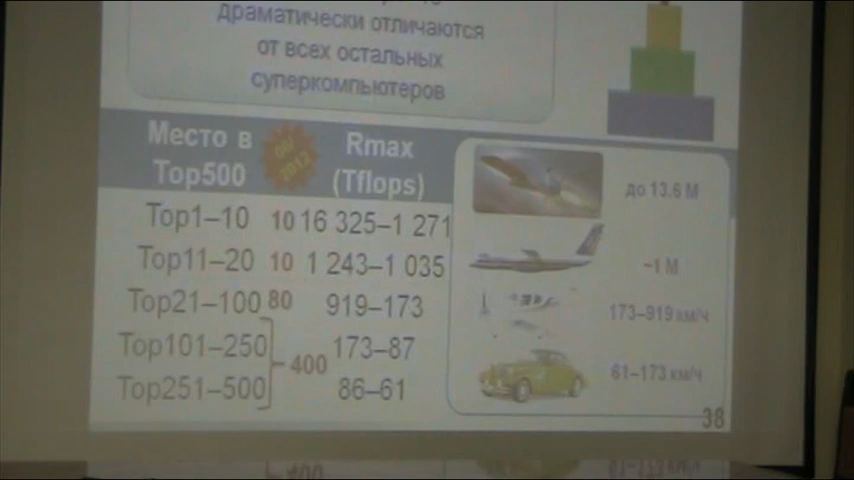 драматически отличаются
от всех остальных
суперкомпьютеров
Место в
Top500
06/
2012
Rmax
(Tflops)
Top1–10 10 16 325–1 271
Top11–20 10 1 243–1 035
Top21–100 80 919–173
Top101–250 173–87
400
Top251–500 86–61
до 13.6 М
~1 М
173–919 км/ч
61–173 км/ч
38